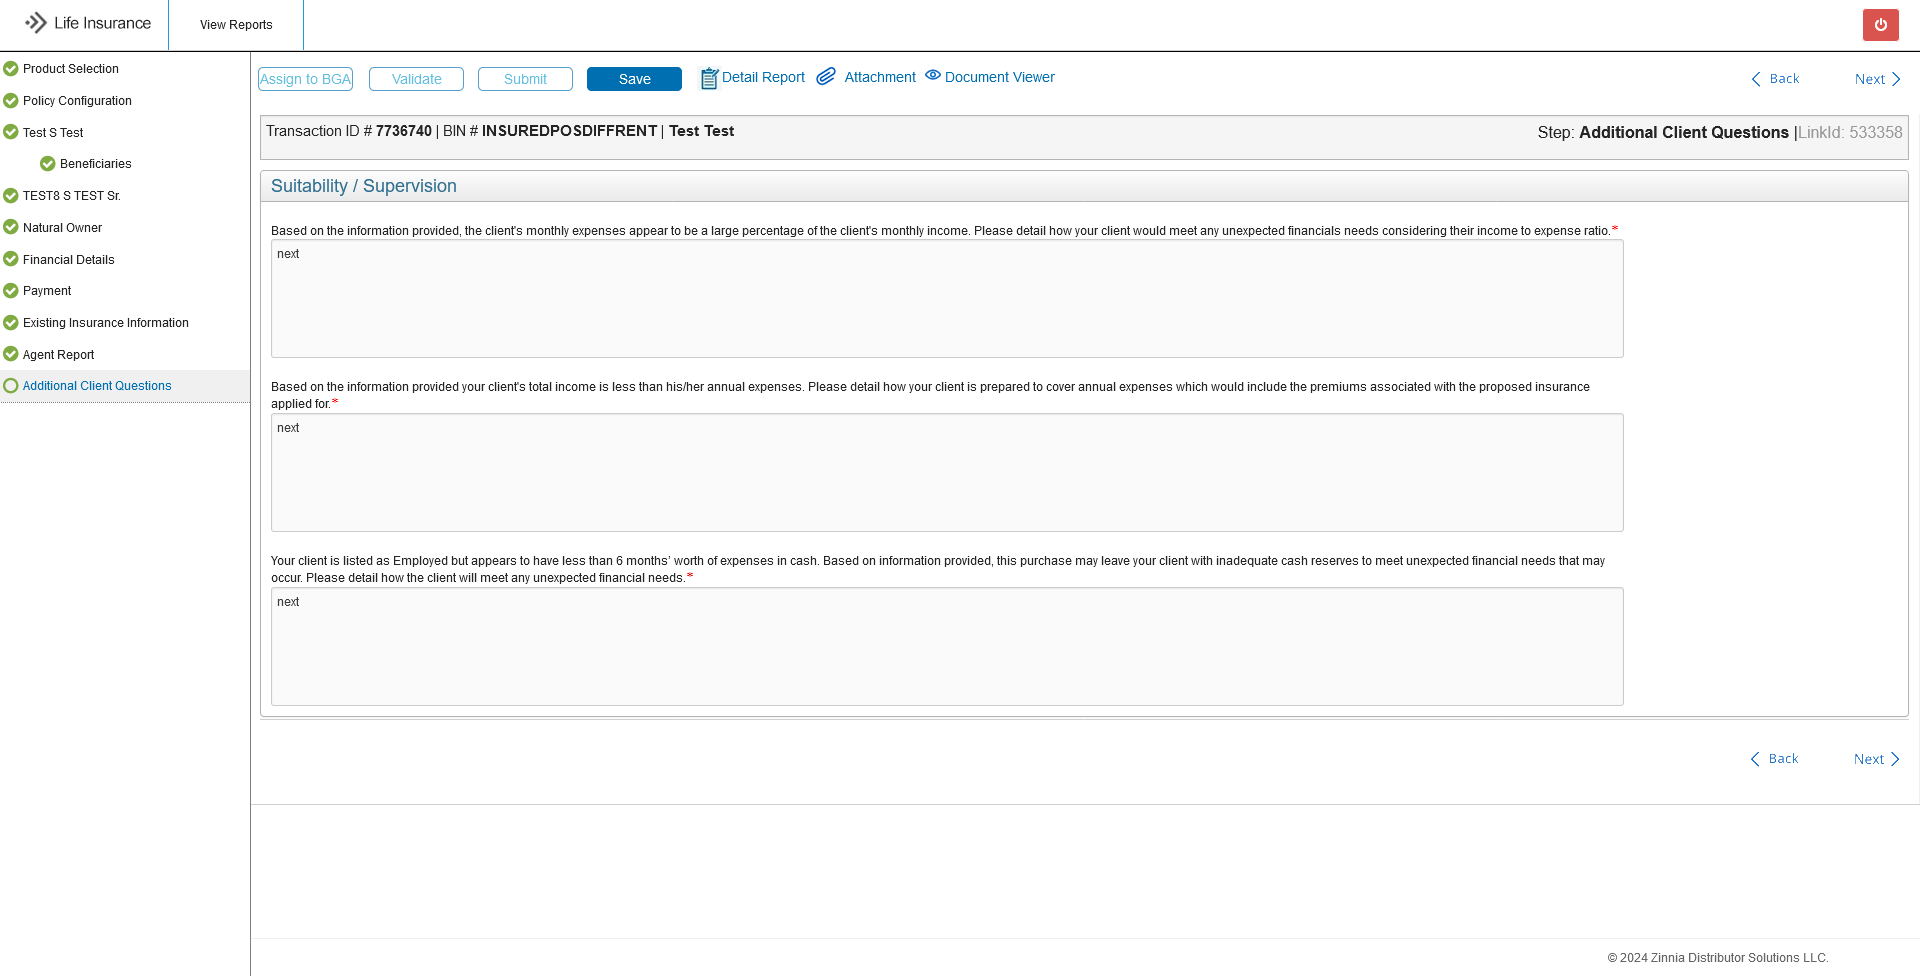 Life Insurance
View Reports
Product Selection
Policy Configuration
Test S Test
Beneficiaries
TEST8 S TEST Sr.
Natural Owner
Financial Details
Payment
Existing Insurance Information
Agent Report
Additional Client Questions
Assign to BGA Validate Submit Save Detail Report Attachment Document Viewer Back Next
Transaction ID # 7736740 | BIN # INSUREDPOSDIFFRENT | Test Test
Step: Additional Client Questions |LinkId: 533358
Suitability / Supervision
Based on the information provided, the client's monthly expenses appear to be a large percentage of the client's monthly income. Please detail how your client would meet any unexpected financials needs considering their income to expense ratio.*
next
Based on the information provided your client's total income is less than his/her annual expenses. Please detail how your client is prepared to cover annual expenses which would include the premiums associated with the proposed insurance
applied for.*
next
Your client is listed as Employed but appears to have less than 6 months' worth of expenses in cash. Based on information provided, this purchase may leave your client with inadequate cash reserves to meet unexpected financial needs that may
occur. Please detail how the client will meet any unexpected financial needs.*
next
Back Next
© 2024 Zinnia Distributor Solutions LLC.